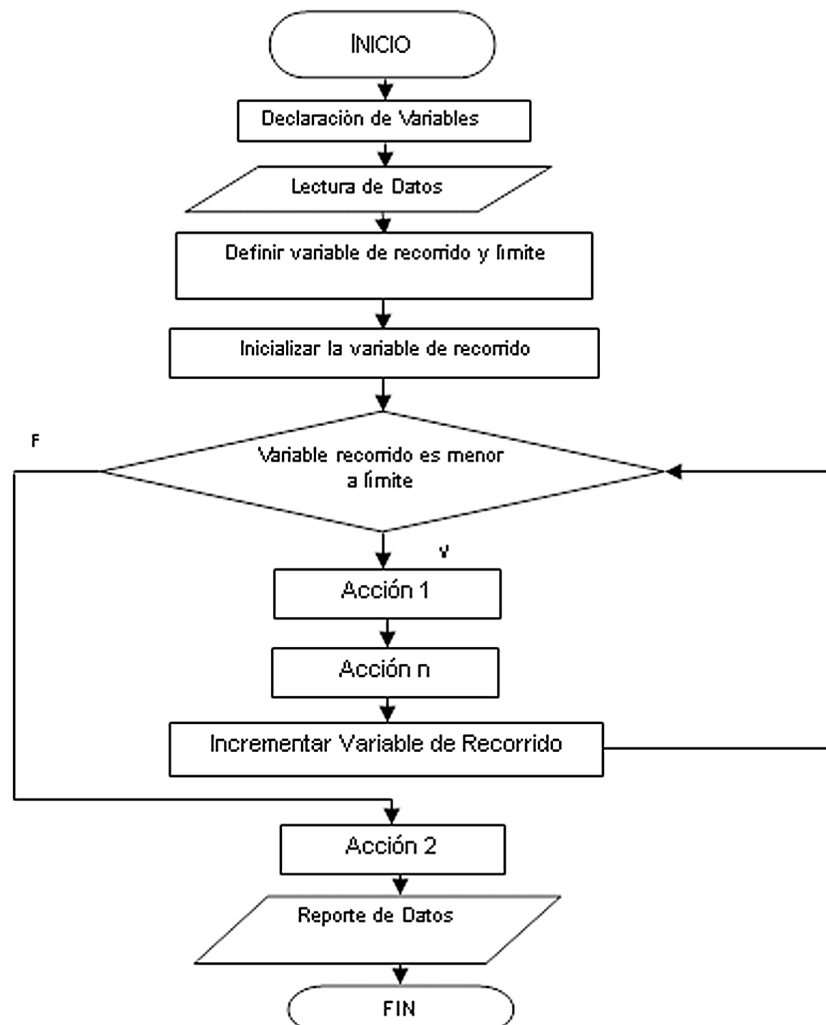 INICIO
Declaración de Variables
Lectura de Datos
Definir variable de recorrido y límite
Inicializar la variable de recorrido
F
Variable recorrido es menor
a límite
V
Acción 1
Acción n
Incrementar Variable de Recorrido
Acción 2
Reporte de Datos
FIN